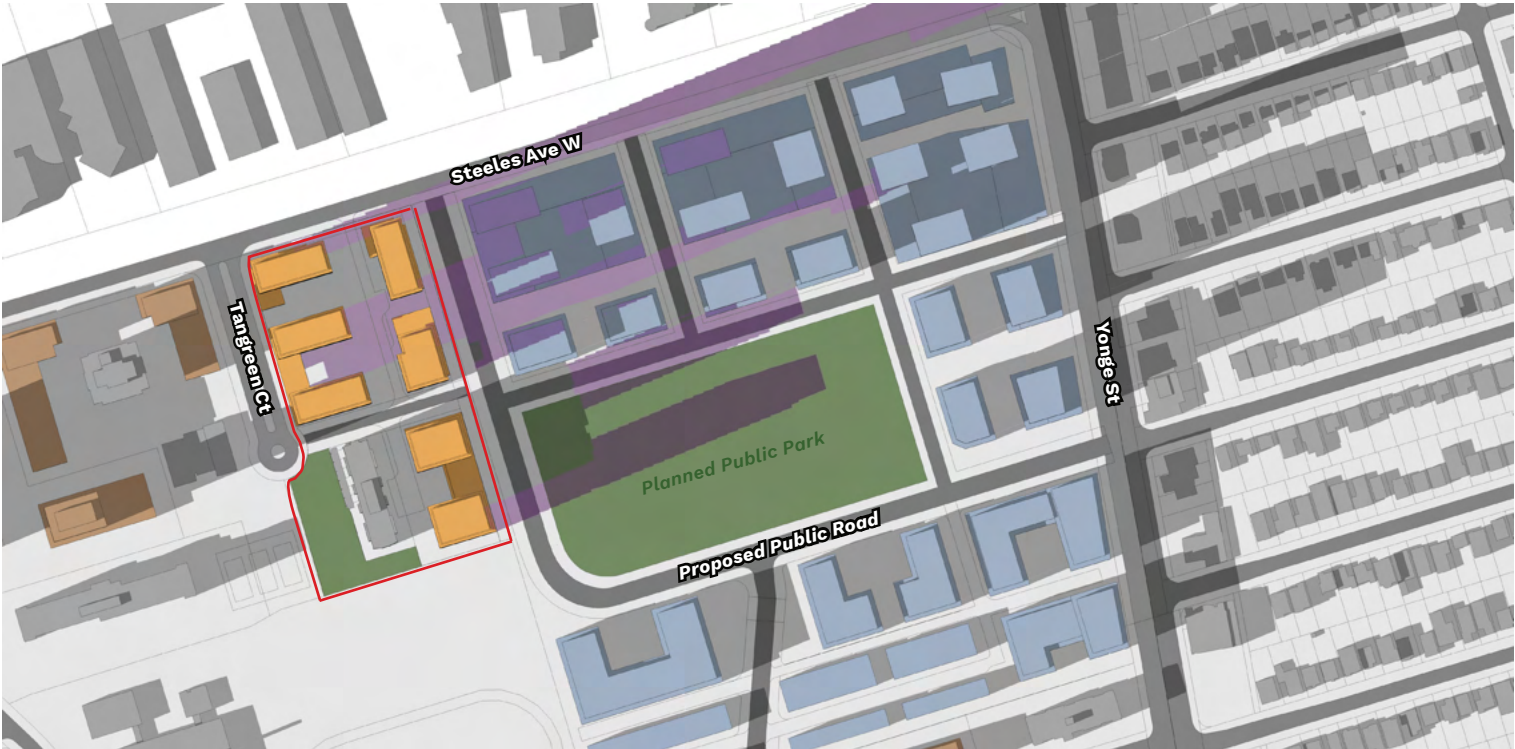 Steeles Ave W
Tangreen Ct
Yonge St
Planned Public Park
Proposed Public Road